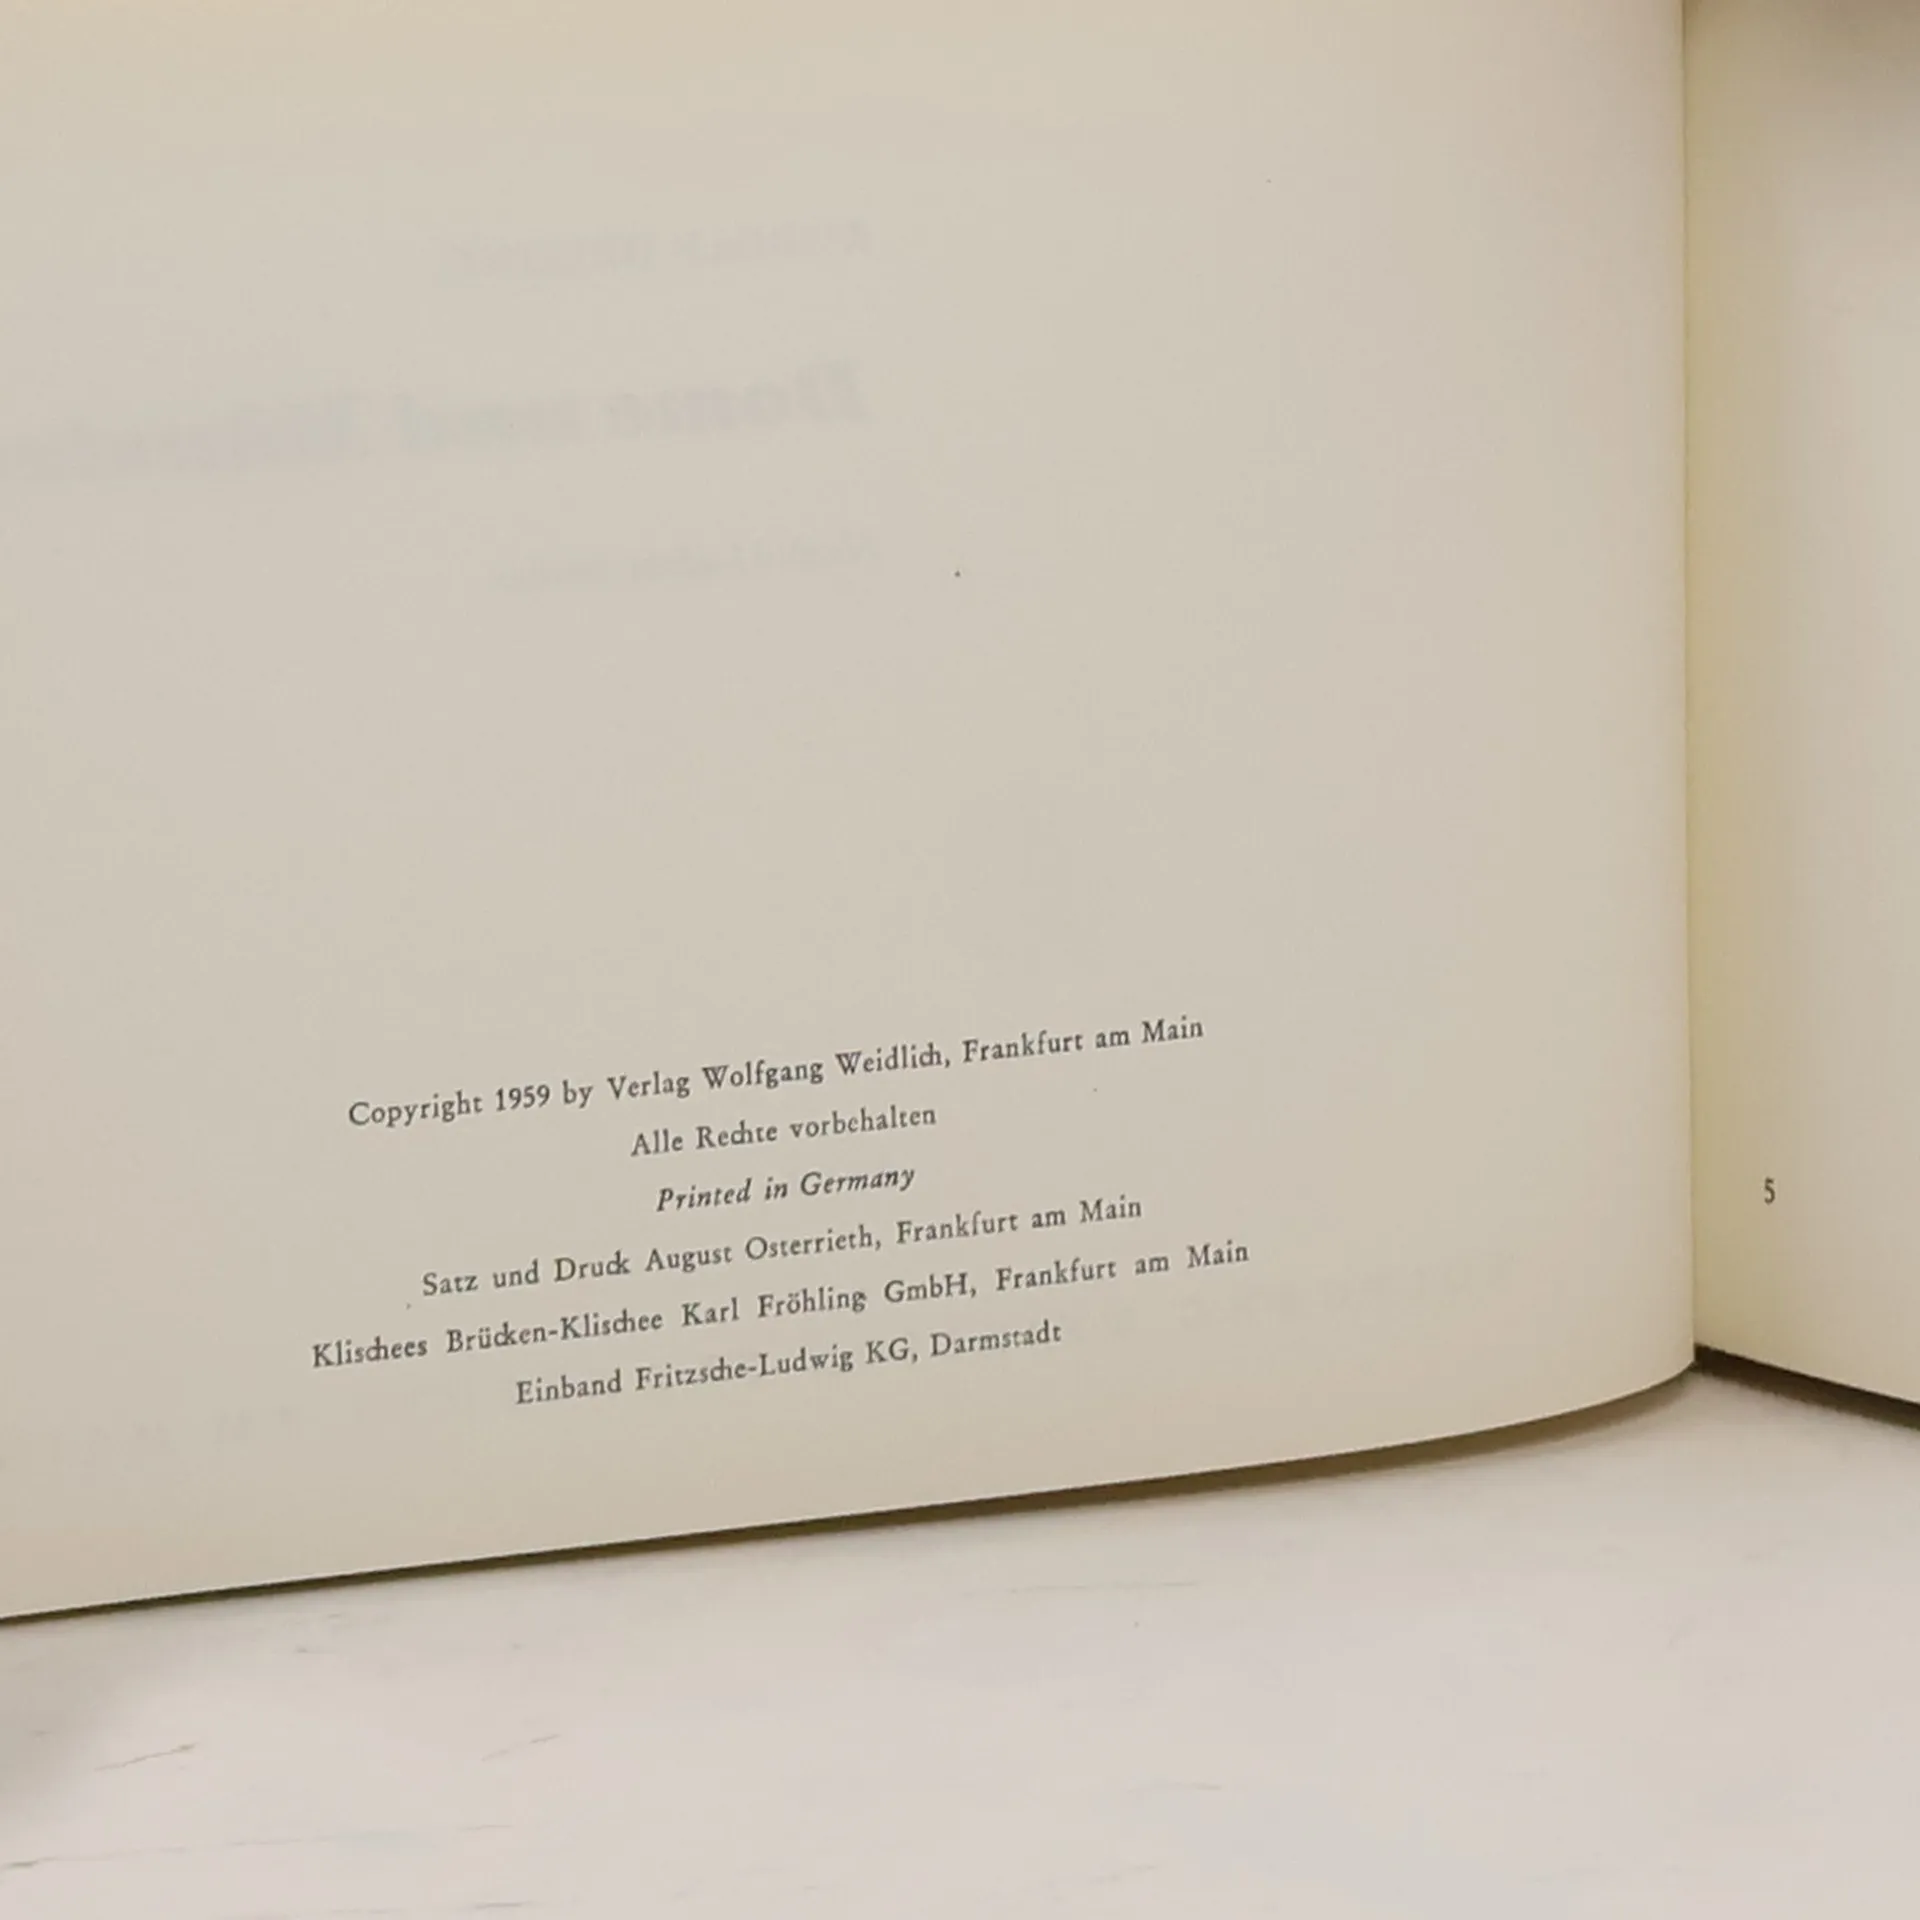 Copyright 1959 by Verlag Wolfgang Weidlich, Frankfurt am Main
Alle Rechte vorbehalten
Printed in Germany
Satz und Druck August Osterrieth, Frankfurt am Main
Klischees Brücken-Klischee Karl Fröhling GmbH, Frankfurt am Main
Einband Fritzsche-Ludwig KG, Darmstadt
5